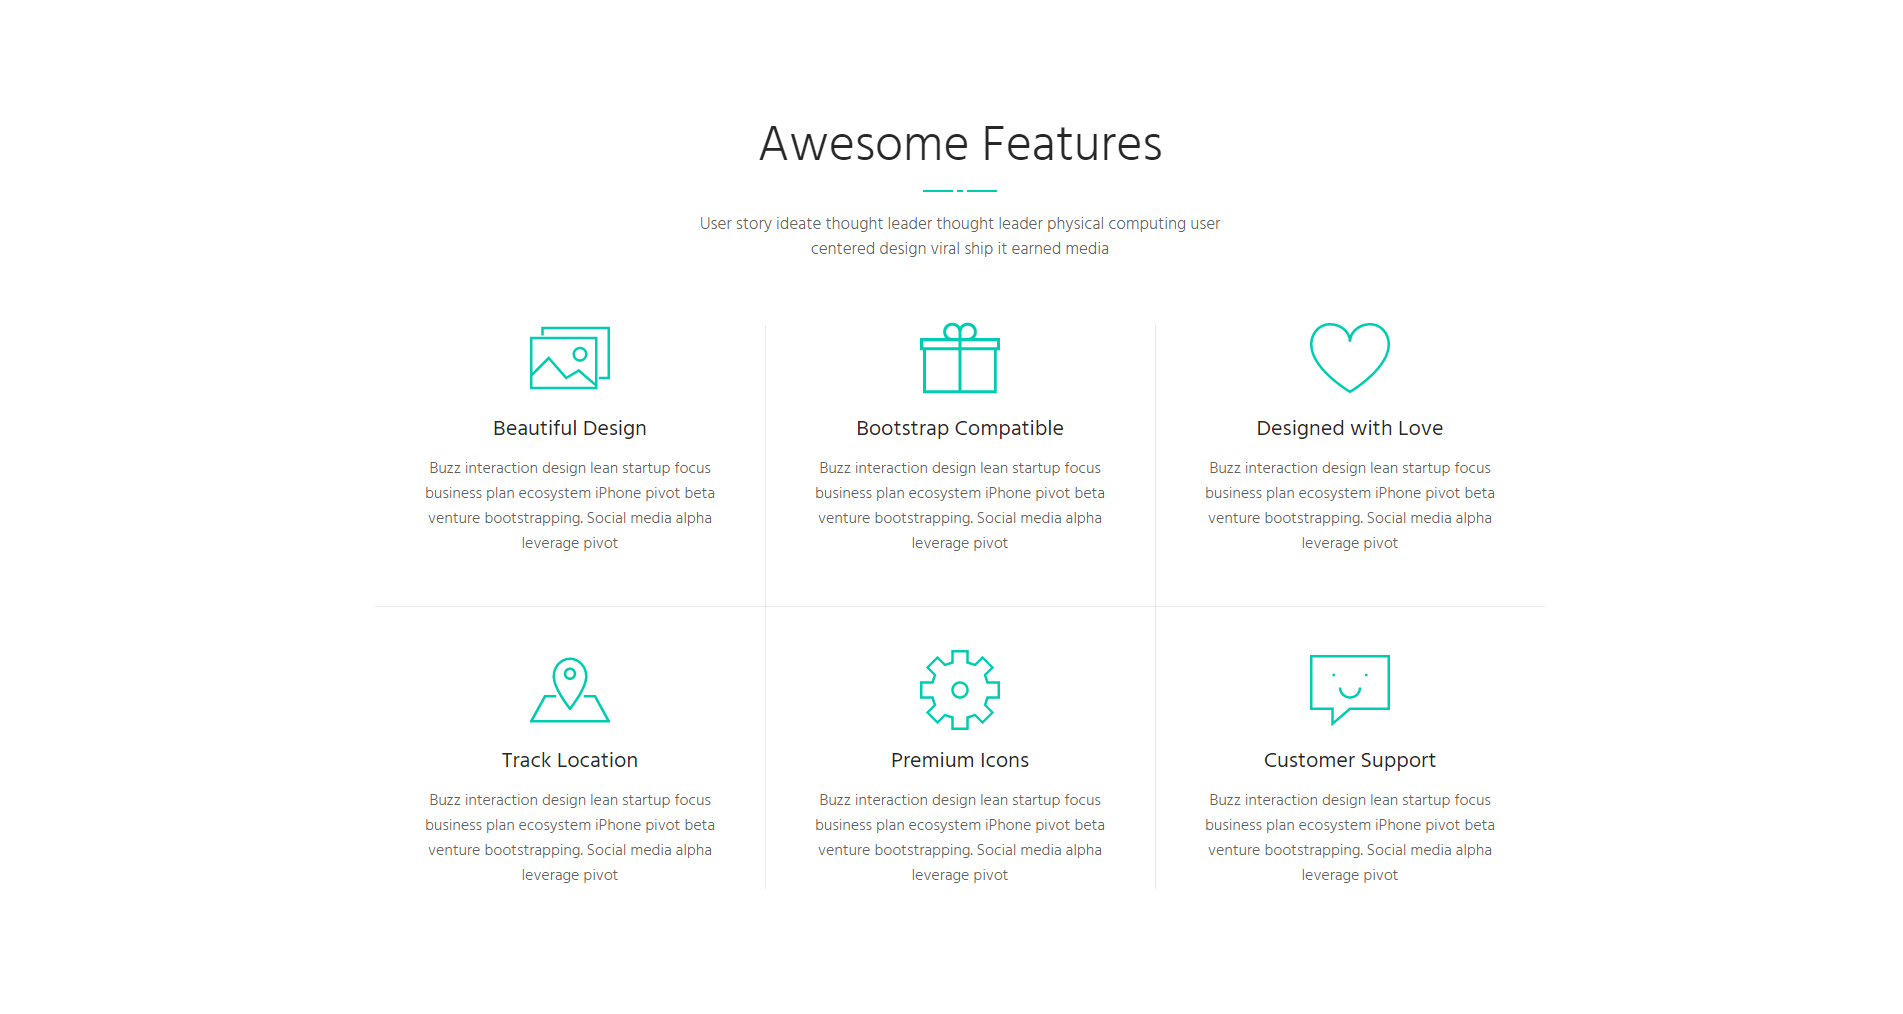 Awesome Features
User story ideate thought leader thought leader physical computing user
centered design viral ship it earned media
Beautiful Design
Buzz interaction design lean startup focus
business plan ecosystem iPhone pivot beta
venture bootstrapping. Social media alpha
leverage pivot
Bootstrap Compatible
Buzz interaction design lean startup focus
business plan ecosystem iPhone pivot beta
venture bootstrapping. Social media alpha
leverage pivot
Designed with Love
Buzz interaction design lean startup focus
business plan ecosystem iPhone pivot beta
venture bootstrapping. Social media alpha
leverage pivot
Track Location
Buzz interaction design lean startup focus
business plan ecosystem iPhone pivot beta
venture bootstrapping. Social media alpha
leverage pivot
Premium Icons
Buzz interaction design lean startup focus
business plan ecosystem iPhone pivot beta
venture bootstrapping. Social media alpha
leverage pivot
Customer Support
Buzz interaction design lean startup focus
business plan ecosystem iPhone pivot beta
venture bootstrapping. Social media alpha
leverage pivot